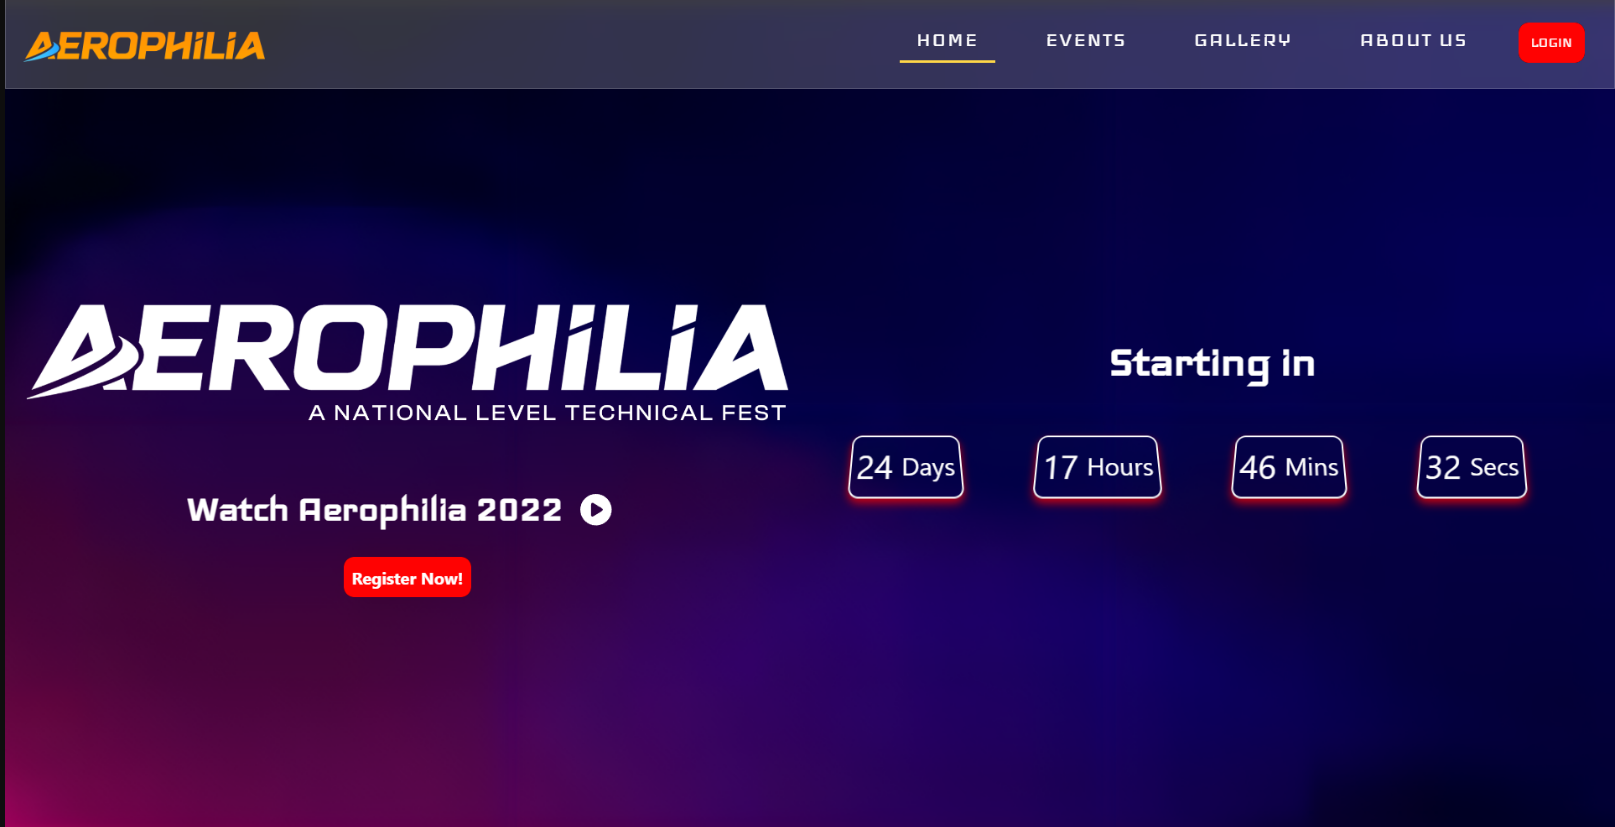 AEROPHILIA
HOME EVENTS GALLERY ABOUT US LOGIN
AEROPHILIA
A NATIONAL LEVEL TECHNICAL FEST
Starting in
24 Days 17 Hours 46 Mins 32 Secs
Watch Aerophilia 2022
Register Now!